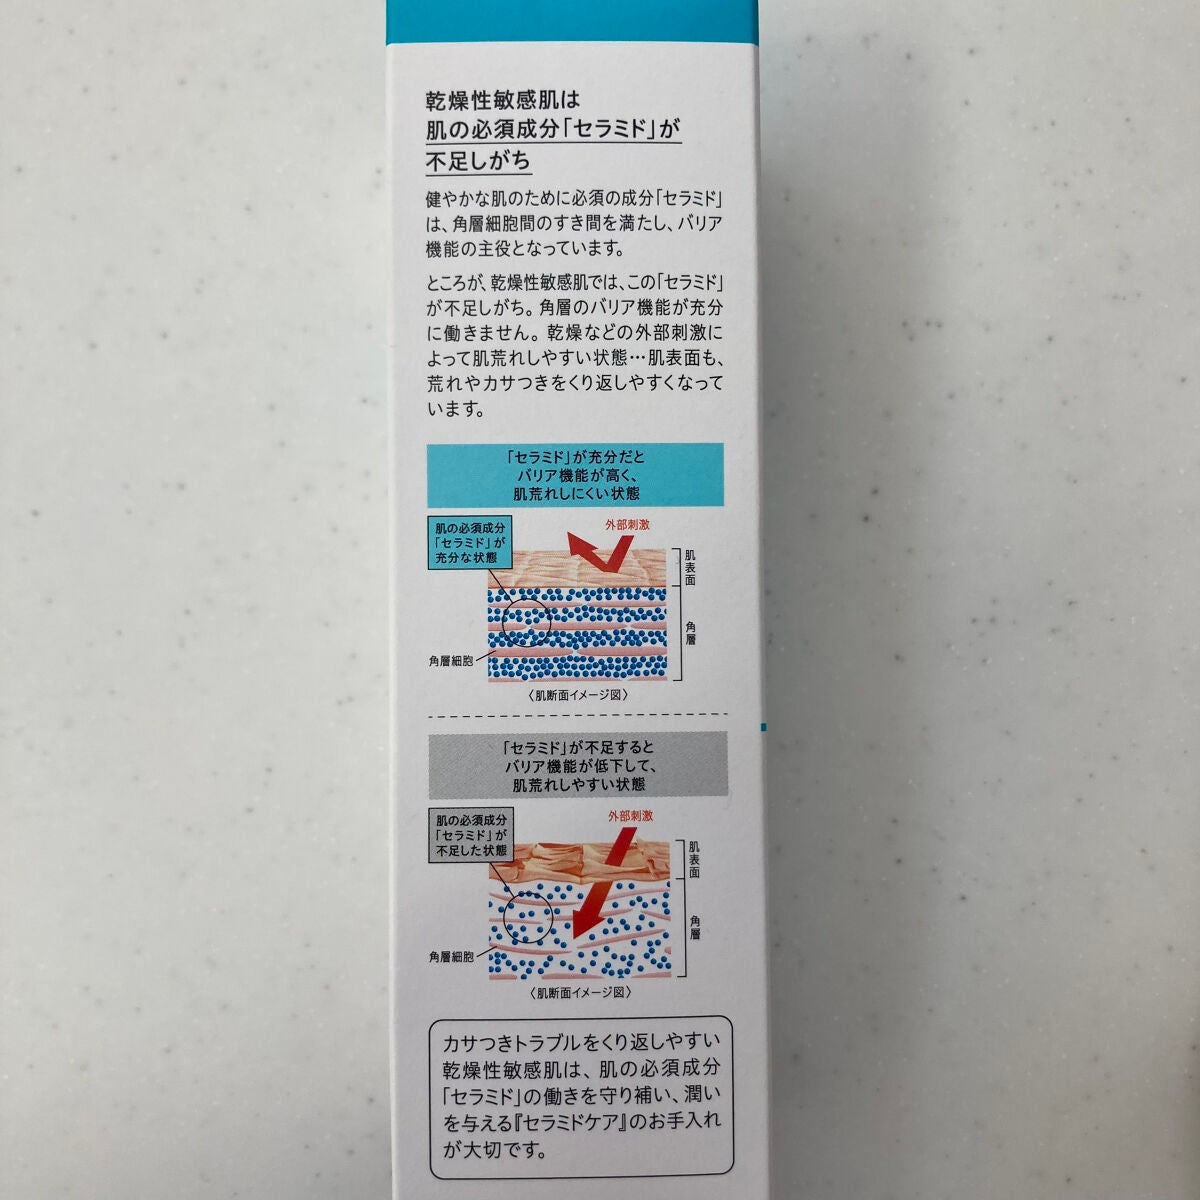 乾燥性敏感肌は
肌の必須成分「セラミド」が
不足しがち
健やかな肌のために必須の成分「セラミド」
は、角層細胞間のすき間を満たし、バリア
機能の主役となっています。
ところが、乾燥性敏感肌では、この「セラミド」
が不足しがち。角層のバリア機能が充分
に働きません。乾燥などの外部刺激に
よって肌荒れしやすい状態…肌表面も、
荒れやカサつきをくり返しやすくなって
います。
「セラミド」が充分だと
バリア機能が高く、
肌荒れしにくい状態
肌の必須成分
「セラミド」が
充分な状態
外部刺激
肌表面
角層
角層細胞
〈肌断面イメージ図〉
「セラミド」が不足すると
バリア機能が低下して、
肌荒れしやすい状態
肌の必須成分
「セラミド」が
不足した状態
外部刺激
肌表面
角層
角層細胞
〈肌断面イメージ図〉
カサつきトラブルをくり返しやすい
乾燥性敏感肌は、肌の必須成分
「セラミド」の働きを守り補い、潤い
を与える『セラミドケア』のお手入れ
が大切です。